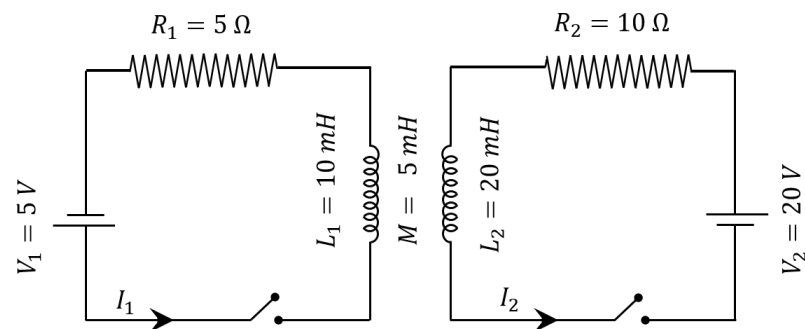 R₁ = 5 Ω
R₂ = 10 Ω
V₁ = 5 V
L₁ = 10 mH
M = 5 mH
L₂ = 20 mH
V₂ = 20 V
I₁
I₂